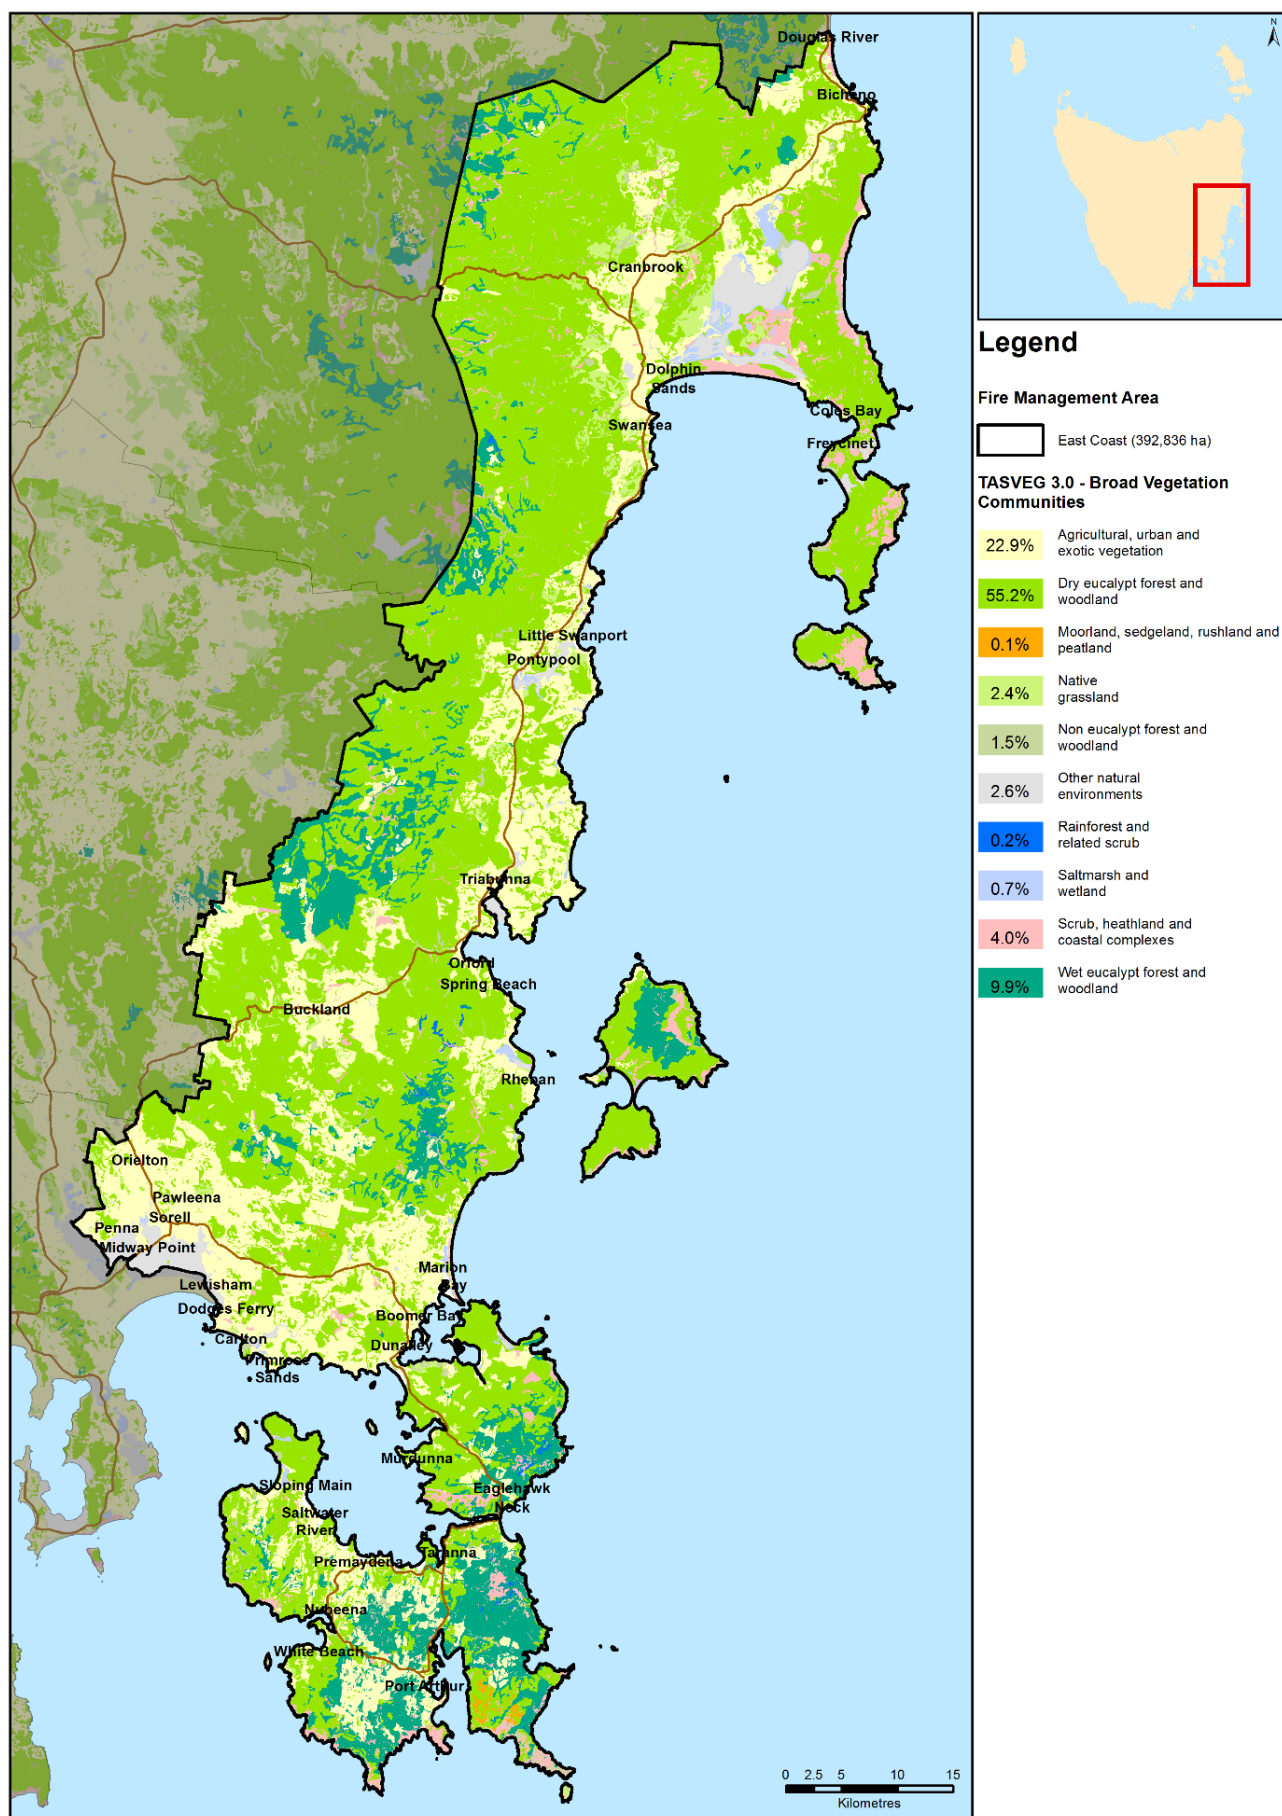 Douglas River
Bicheno
Cranbrook
Dolphin
Sands
Swansea
Coles Bay
Freycinet
Little Swanport
Pontypool
Triabunna
Orford
Spring Beach
Buckland
Rheban
Orielton
Pawleena
Sorell
Penna
Midway Point
Lewisham
Dodges Ferry
Carlton
Primrose
Sands
Marion
Bay
Boomer Bay
Dunalley
Murdunna
Sloping Main
Eaglehawk
Neck
Saltwater
River
Taranna
Premaydena
Nubeena
White Beach
Port Arthur
0 2.5 5 10 15
Kilometres
N
Legend
Fire Management Area
East Coast (392,836 ha)
TASVEG 3.0 - Broad Vegetation
Communities
22.9% Agricultural, urban and
exotic vegetation
55.2% Dry eucalypt forest and
woodland
0.1% Moorland, sedgeland, rushland and
peatland
2.4% Native
grassland
1.5% Non eucalypt forest and
woodland
2.6% Other natural
environments
0.2% Rainforest and
related scrub
0.7% Saltmarsh and
wetland
4.0% Scrub, heathland and
coastal complexes
9.9% Wet eucalypt forest and
woodland